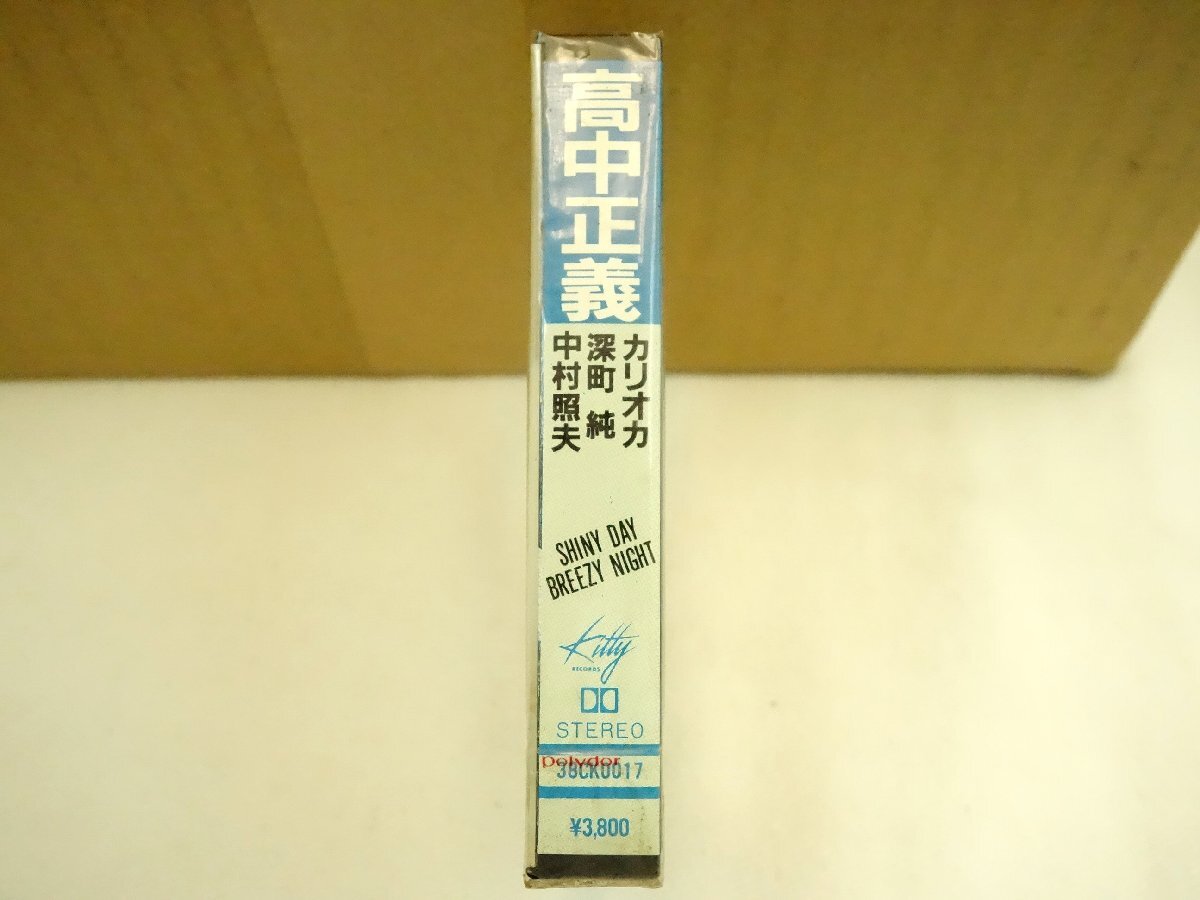 高中正義
カリオカ
深町 純
中村照夫
SHINY DAY
BREEZY NIGHT
Kitty
RECORDS
STEREO
polydor
38CK0017
¥3,800